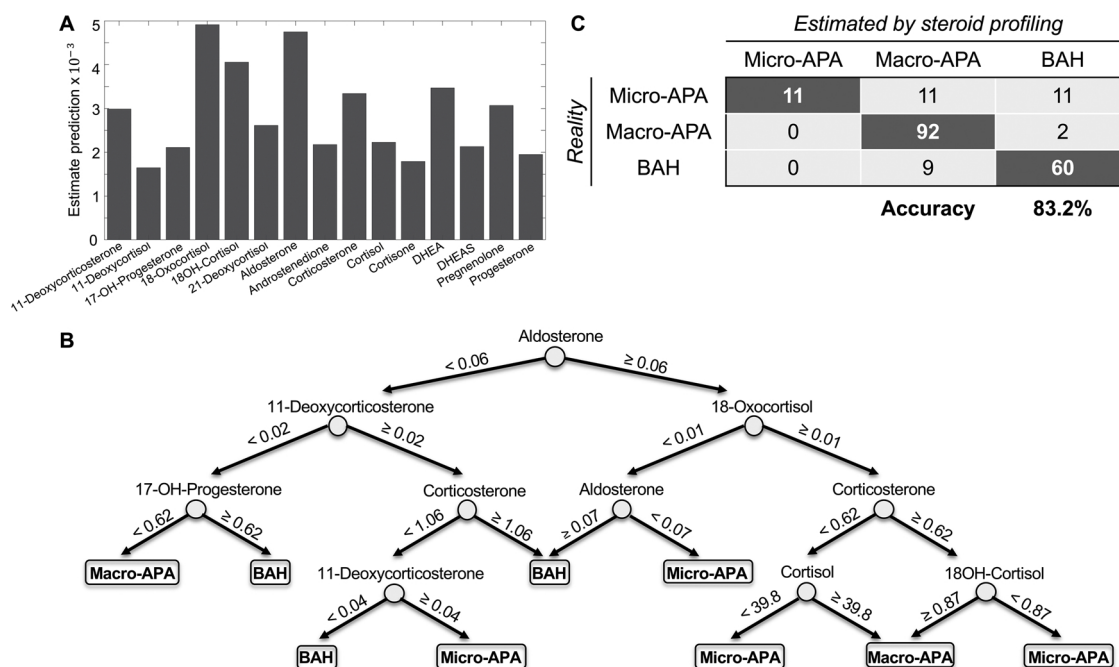 A
Estimate prediction x 10⁻³
5
4
3
2
1
0
11-Deoxycorticosterone
11-Deoxycortisol
17-OH-Progesterone
18-Oxocortisol
18OH-Cortisol
21-Deoxycortisol
Aldosterone
Androstenedione
Corticosterone
Cortisol
Cortisone
DHEA
DHEAS
Pregnenolone
Progesterone
C
Estimated by steroid profiling
Micro-APA Macro-APA BAH
Reality
Micro-APA 11 11 11
Macro-APA 0 92 2
BAH 0 9 60
Accuracy 83.2%
B
Aldosterone
< 0.06 ≥ 0.06
11-Deoxycorticosterone 18-Oxocortisol
< 0.02 ≥ 0.02 < 0.01 ≥ 0.01
17-OH-Progesterone Corticosterone Aldosterone Corticosterone
< 0.62 ≥ 0.62 < 1.06 ≥ 1.06 ≥ 0.07 < 0.07 < 0.62 ≥ 0.62
Macro-APA BAH 11-Deoxycorticosterone BAH Micro-APA Cortisol 18OH-Cortisol
< 0.04 ≥ 0.04 < 39.8 ≥ 39.8 ≥ 0.87 < 0.87
BAH Micro-APA Micro-APA Macro-APA Micro-APA